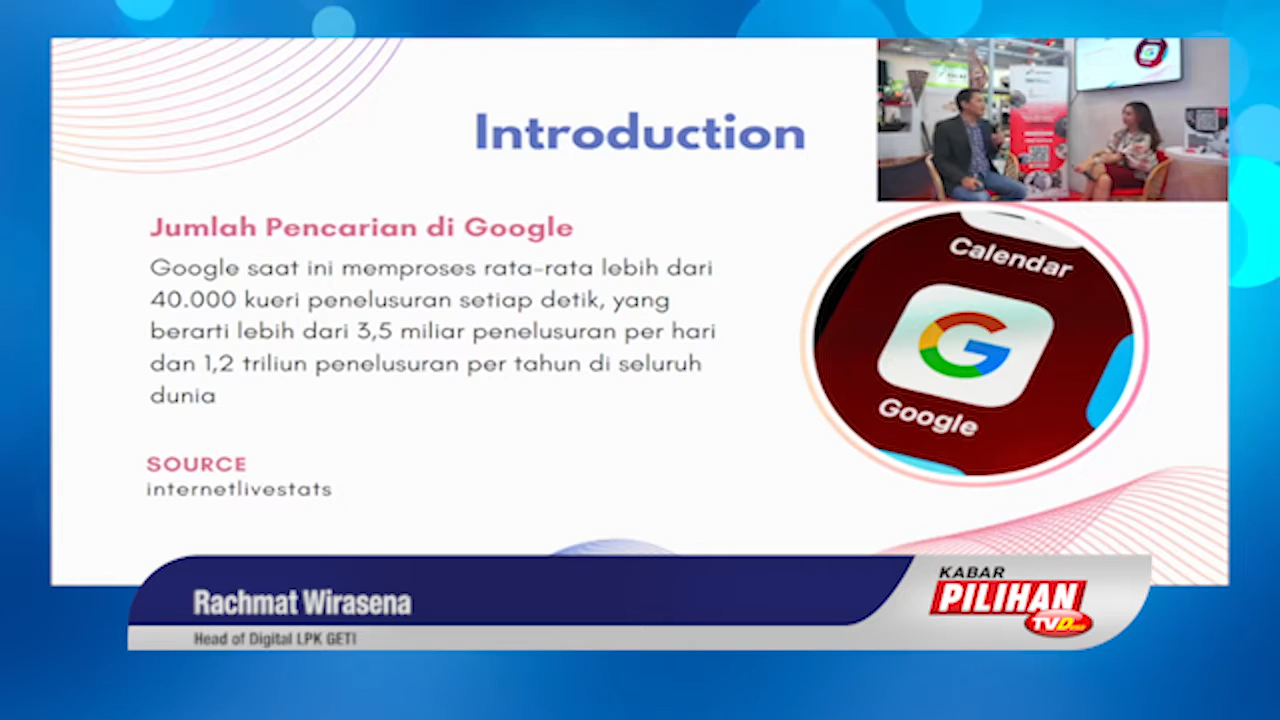 Introduction
Jumlah Pencarian di Google
Google saat ini memproses rata-rata lebih dari
40.000 kueri penelusuran setiap detik, yang
berarti lebih dari 3,5 miliar penelusuran per hari
dan 1,2 triliun penelusuran per tahun di seluruh
dunia
SOURCE
internetlivestats
Calendar
Google
Rachmat Wirasena
Head of Digital LPK GETI
KABAR
PILIHAN